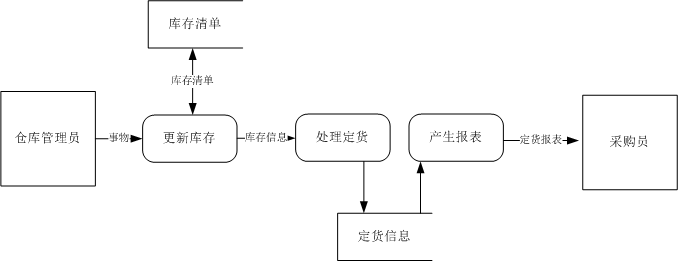 库存清单
库存清单
仓库管理员
事物
更新库存
库存信息
处理定货
产生报表
定货报表
采购员
定货信息